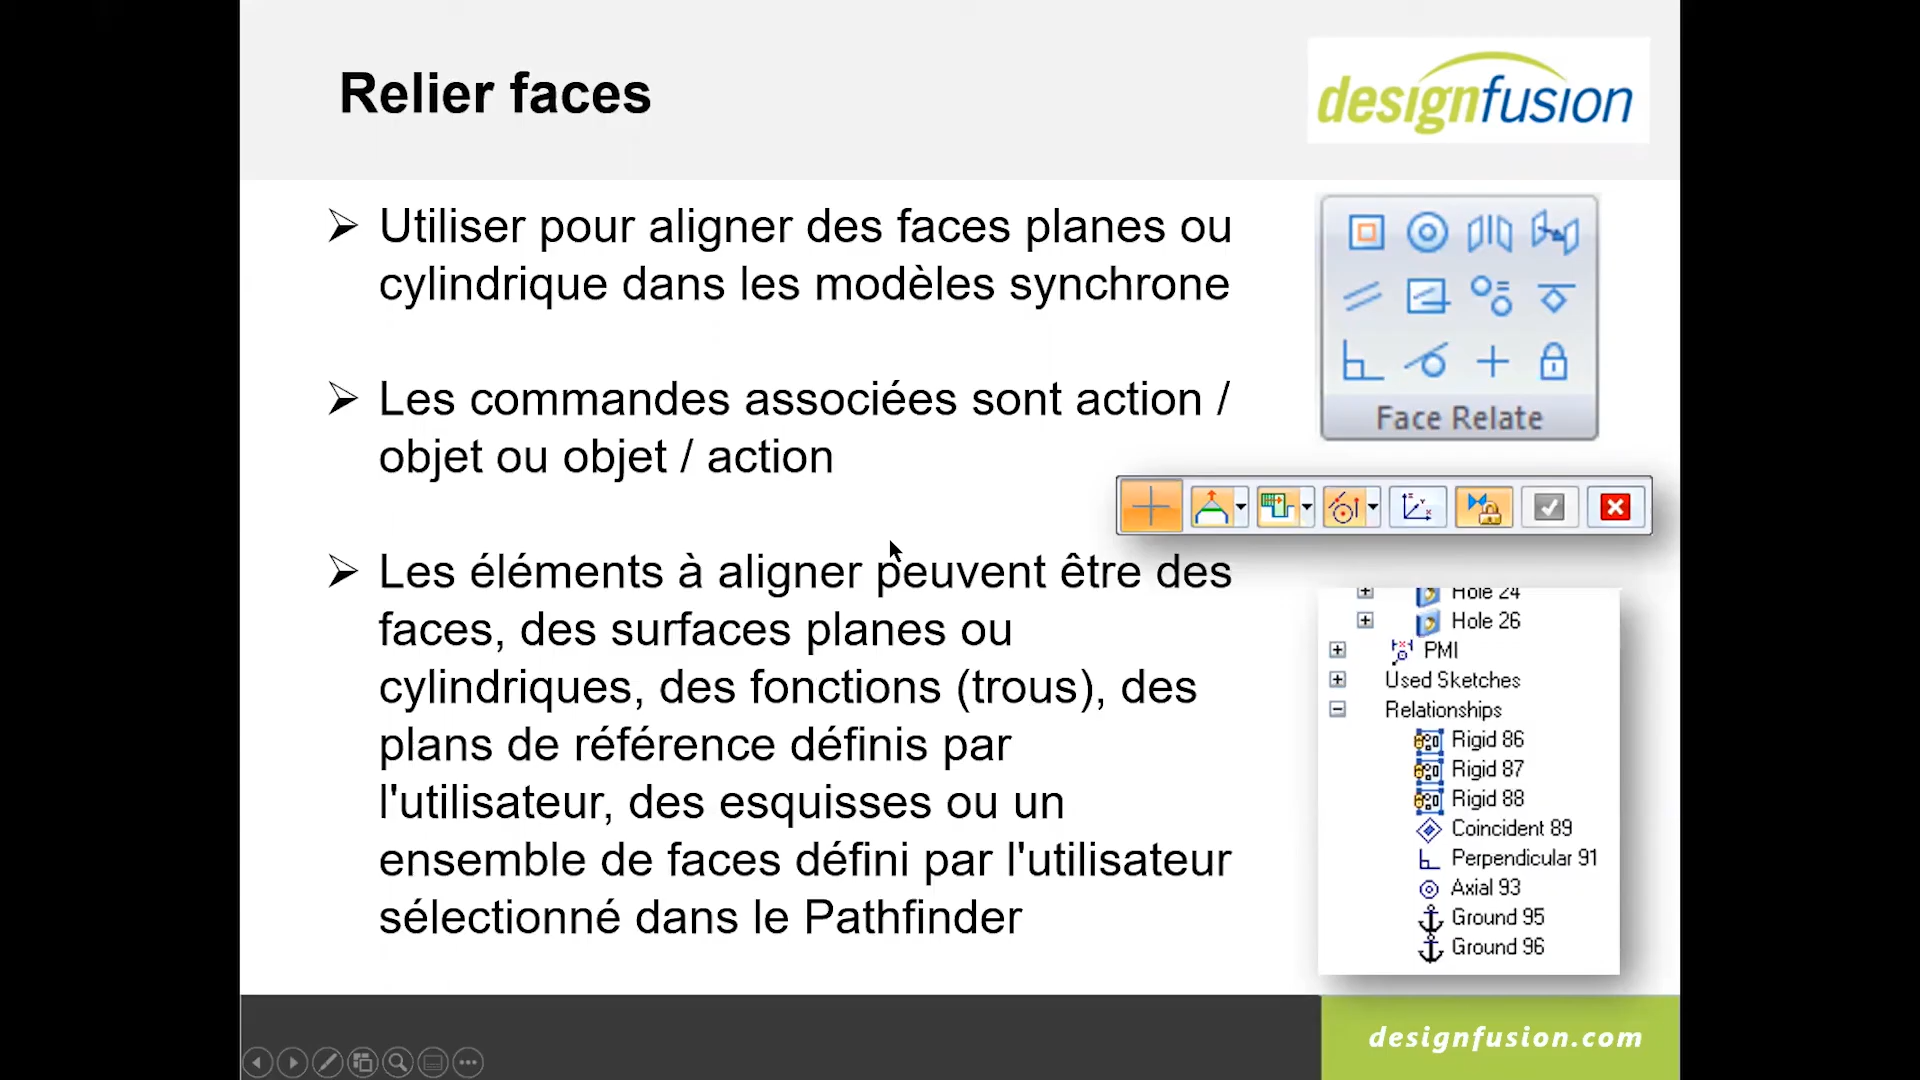 Relier faces
designfusion
Utiliser pour aligner des faces planes ou
cylindrique dans les modèles synchrone
Les commandes associées sont action /
objet ou objet / action
Les éléments à aligner peuvent être des
faces, des surfaces planes ou
cylindriques, des fonctions (trous), des
plans de référence définis par
l'utilisateur, des esquisses ou un
ensemble de faces défini par l'utilisateur
sélectionné dans le Pathfinder
Face Relate
Hole 24
Hole 26
PMI
Used Sketches
Relationships
Rigid 86
Rigid 87
Rigid 88
Coincident 89
Perpendicular 91
Axial 93
Ground 95
Ground 96
designfusion.com